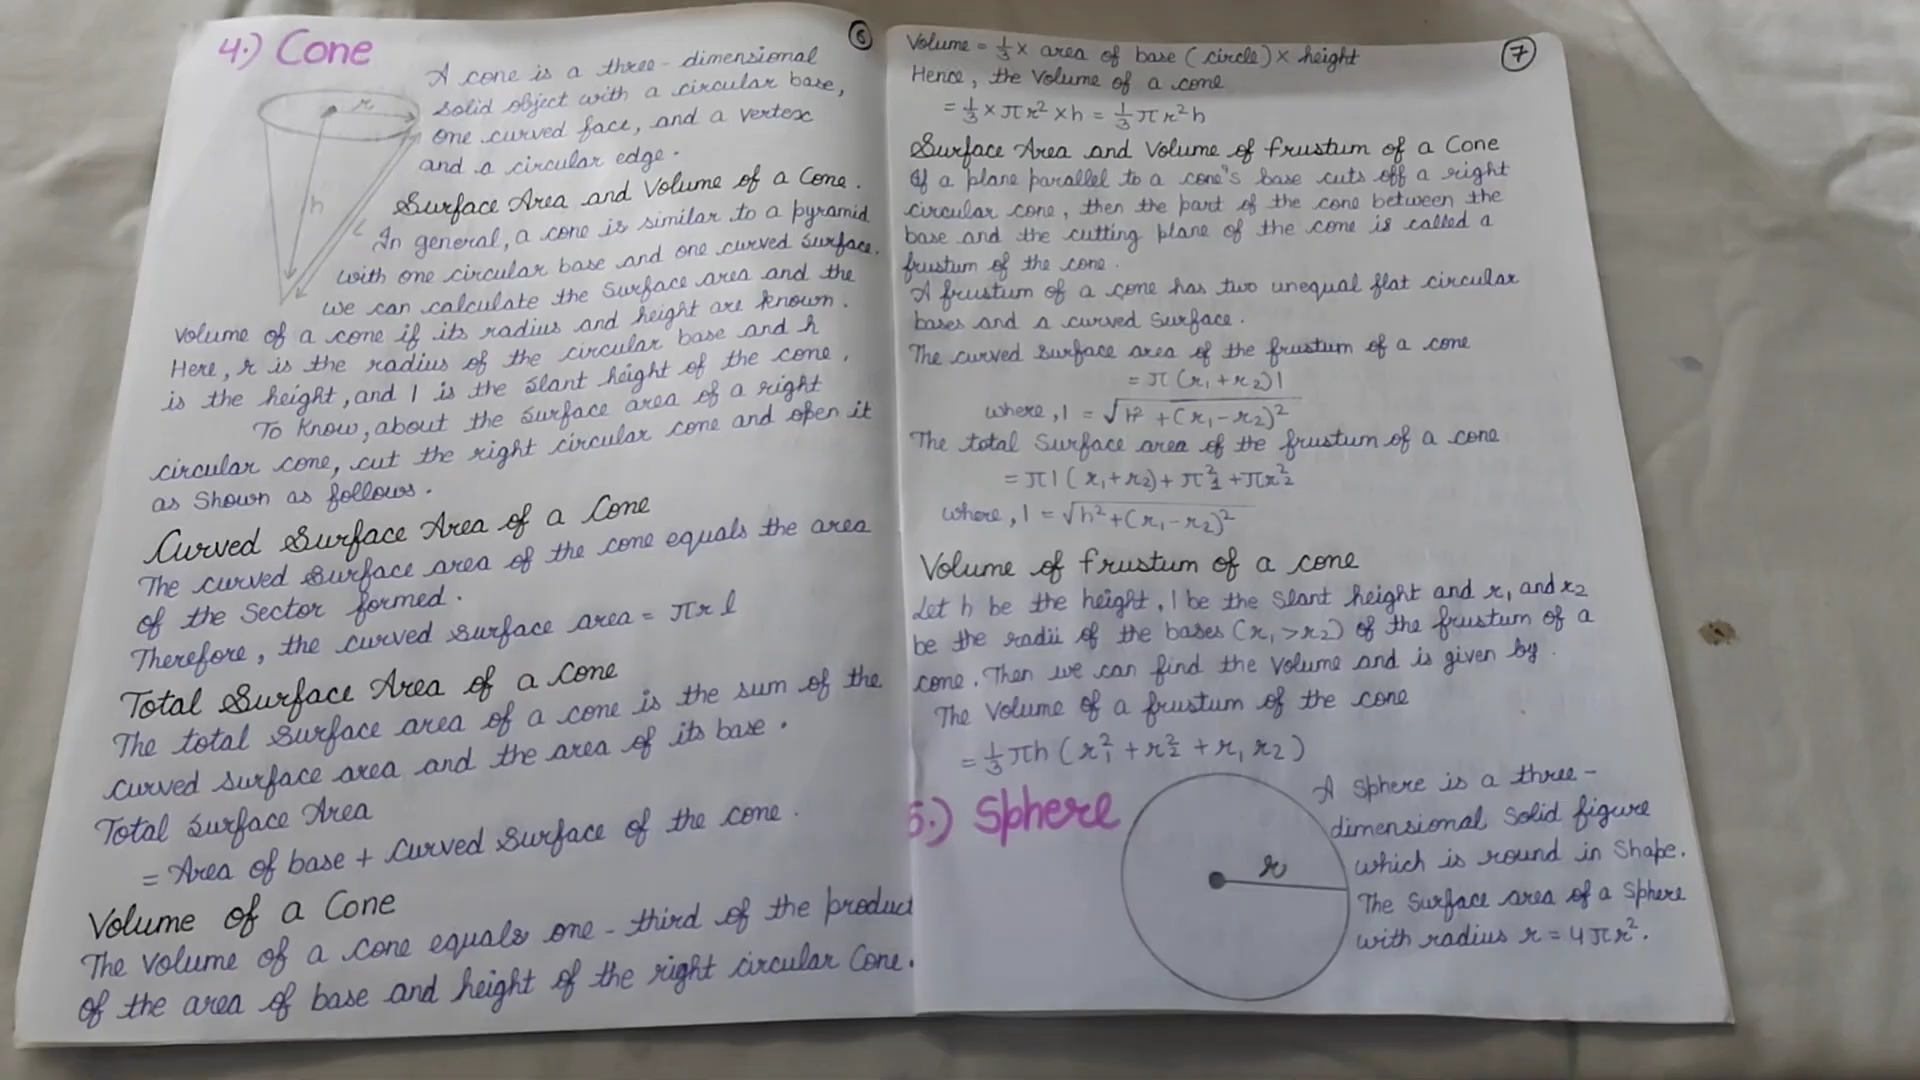 6
4.) Cone
A cone is a three-dimensional
solid object with a circular base,
one curved face, and a vertex
and a circular edge.
r
h
l
Surface Area and Volume of a Cone.
In general, a cone is similar to a pyramid
with one circular base and one curved surface.
we can calculate the surface area and the
volume of a cone if its radius and height are known.
Here, r is the radius of the circular base and h
is the height, and l is the slant height of the cone.
To Know, about the surface area of a right
circular cone, cut the right circular cone and open it
as shown as follows.
Curved Surface Area of a Cone
The curved surface area of the cone equals the area
of the sector formed.
Therefore, the curved surface area = πrl
Total Surface Area of a Cone
The total surface area of a cone is the sum of the
curved surface area and the area of its base.
Total Surface Area
= Area of base + Curved Surface of the cone.
Volume of a Cone
The volume of a cone equals one-third of the product
of the area of base and height of the right circular Cone.
7
Volume = 1/3 × area of base (circle) × height
Hence, the volume of a cone
= 1/3 × πr² × h = 1/3 πr²h
Surface Area and Volume of frustum of a Cone
If a plane parallel to a cone's base cuts off a right
circular cone, then the part of the cone between the
base and the cutting plane of the cone is called a
frustum of the cone.
A frustum of a cone has two unequal flat circular
bases and a curved surface.
The curved surface area of the frustum of a cone
= π(r₁+r₂)l
where, l = √h²+(r₁-r₂)²
The total surface area of the frustum of a cone
= πl(r₁+r₂)+π²₁+πr₂²
where, l = √h²+(r₁-r₂)²
Volume of frustum of a cone
Let h be the height, l be the slant height and r₁ and r₂
be the radii of the bases (r₁>r₂) of the frustum of a
cone. Then we can find the volume and is given by.
The Volume of a frustum of the cone
= 1/3 πh (r₁² + r₂² + r₁ r₂)
5.) Sphere
r
A sphere is a three-
dimensional solid figure
which is round in shape.
The surface area of a sphere
with radius r = 4πr².